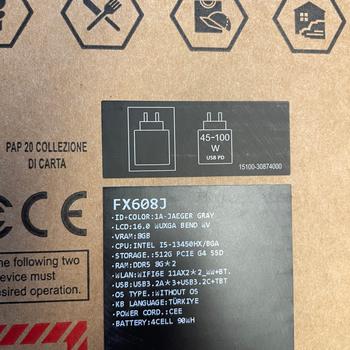 PAP 20 COLLEZIONE
DI CARTA
45-100
W
USB PD
15100-30874000
CE
he following two
evice must
esired operation.
FX608J
·ID-COLOR:1A-JAEGER GRAY
·LCD:16.0 WUXGA BEND WV
·VRAM:8GB
·CPU:INTEL I5-13450HX/BGA
·STORAGE.:512G PCIE G4 SSD
·RAM:DDR5 8G*2
·WLAN:WIFI6E 11AX2*2_WW+BT.
·USB:USB3.2A*3+USB3.2C+TBT
·OS TYPE.:WITHOUT OS
·KB LANGUAGE:TÜRKIYE
·POWER CORD.:CEE
·BATTERY:4CELL 90WH